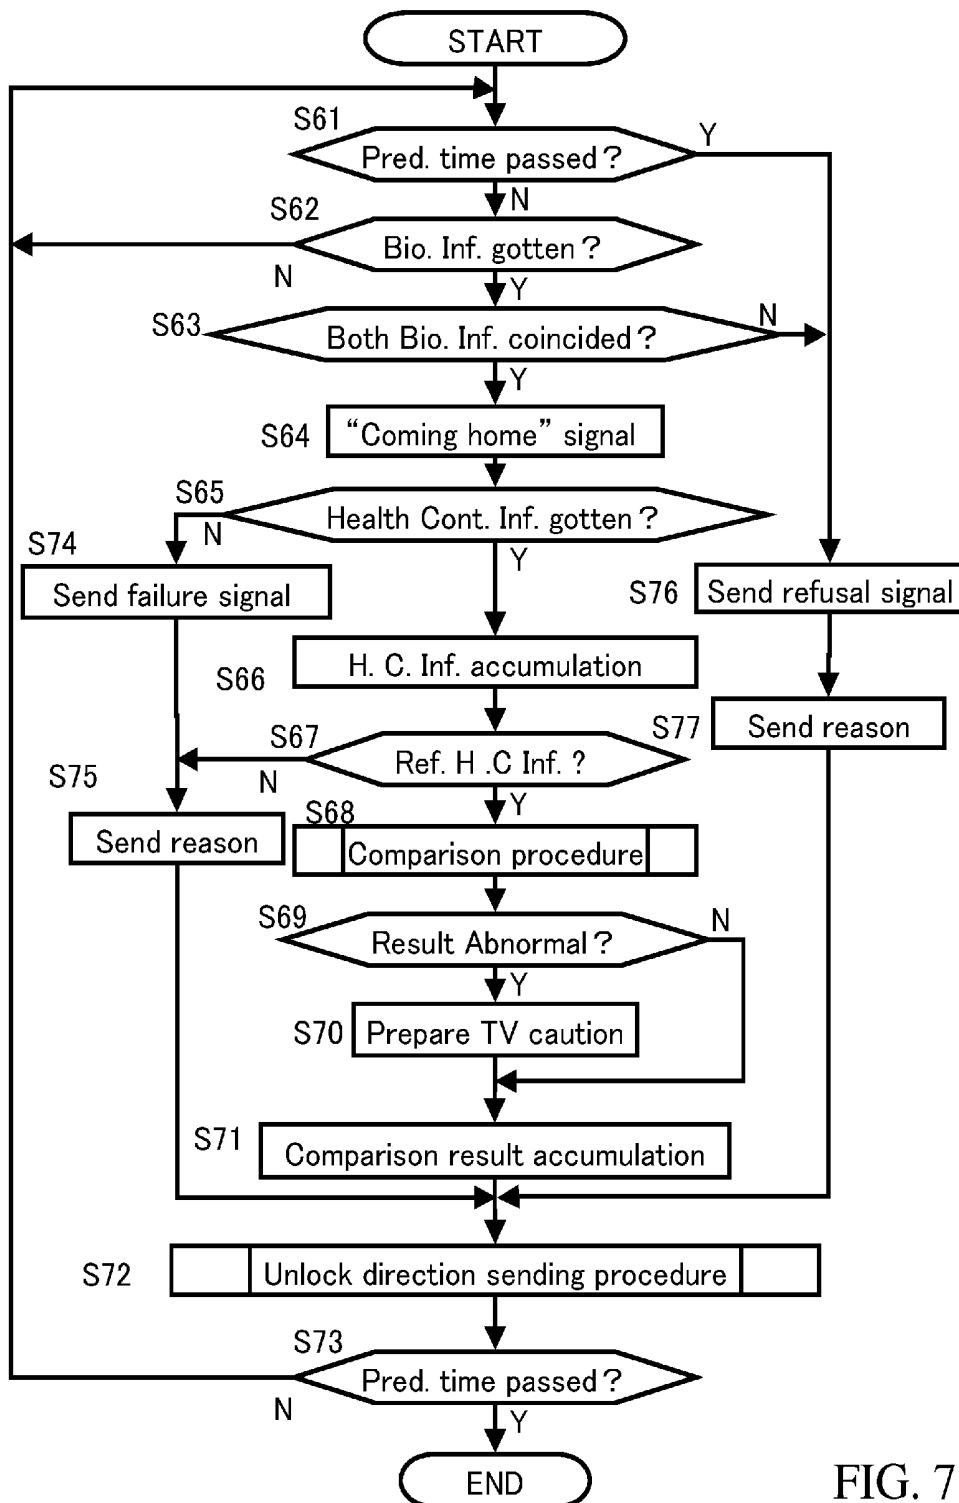 START
S61
Pred. time passed?
Y
N
S62
Bio. Inf. gotten?
N
Y
S63
Both Bio. Inf. coincided?
N
Y
S64
“Coming home” signal
S65
Health Cont. Inf. gotten?
N
Y
S74
Send failure signal
S76
Send refusal signal
S66
H. C. Inf. accumulation
S77
Send reason
S67
Ref. H .C Inf. ?
N
Y
S75
Send reason
S68
Comparison procedure
S69
Result Abnormal?
N
Y
S70
Prepare TV caution
S71
Comparison result accumulation
S72
Unlock direction sending procedure
S73
Pred. time passed?
N
Y
END
FIG. 7